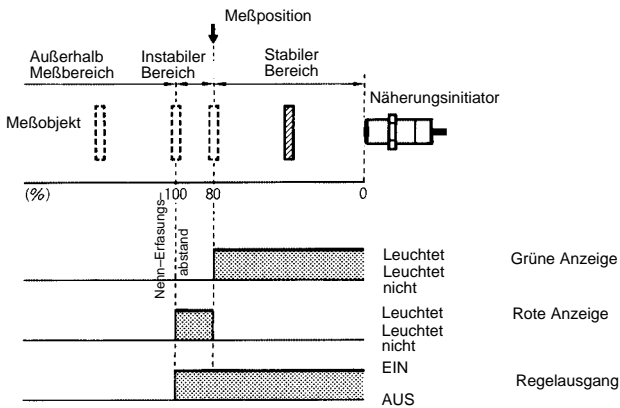 Meßposition
Außerhalb
Meßbereich
Instabiler
Bereich
Stabiler
Bereich
Näherungsinitiator
Meßobjekt
(%)
100
80
0
Nenn–Erfasungs–
abstand
Leuchtet
Leuchtet
nicht
Grüne Anzeige
Leuchtet
Leuchtet
nicht
Rote Anzeige
EIN
AUS
Regelausgang